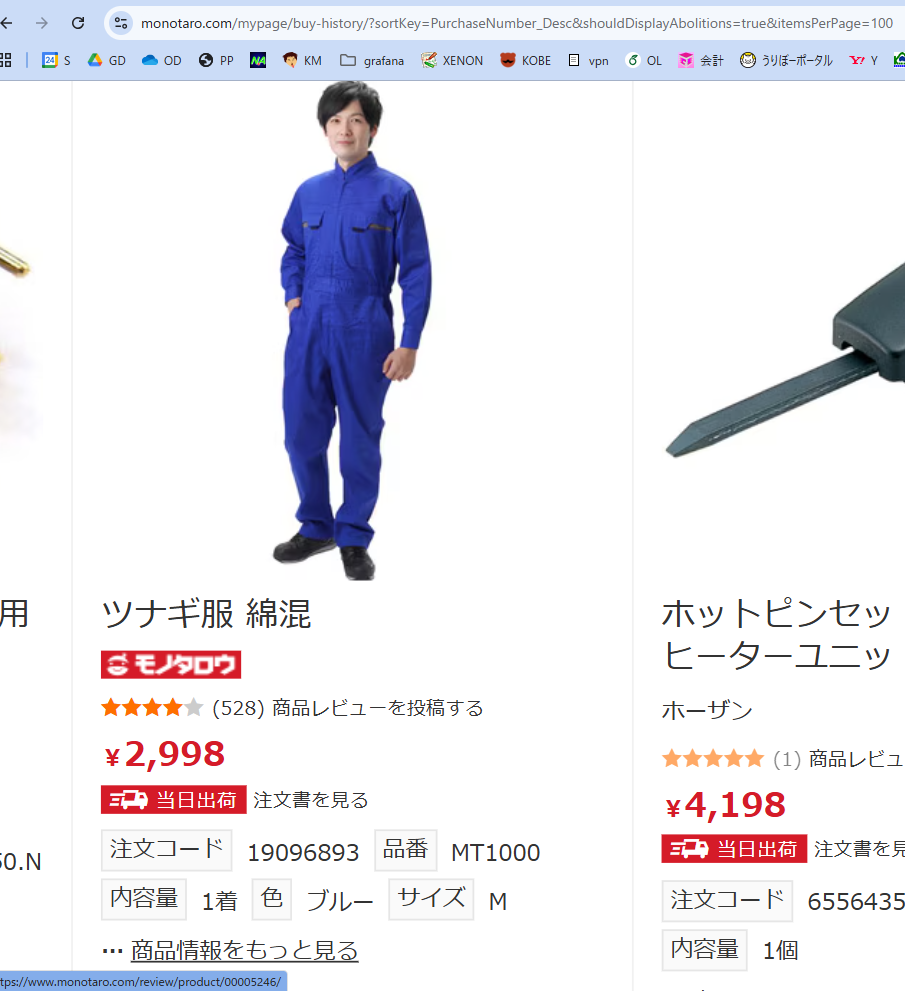 monotaro.com/mypage/buy-history/?sortKey=PurchaseNumber_Desc&shouldDisplayAbolitions=true&itemsPerPage=100
24 S GD OD PP NA KM grafana XENON KOBE vpn OL 会計 うりぼーポータル Y! Y
用
ツナギ服 綿混
モノタロウ
(528) 商品レビューを投稿する
¥2,998
当日出荷 注文書を見る
注文コード 19096893 品番 MT1000
内容量 1着 色 ブルー サイズ M
… 商品情報をもっと見る
50.N
ホットピンセッ
ヒーターユニッ
ホーザン
(1) 商品レビュ
¥4,198
当日出荷 注文書を見
注文コード 6556435
内容量 1個
tps://www.monotaro.com/review/product/00005246/